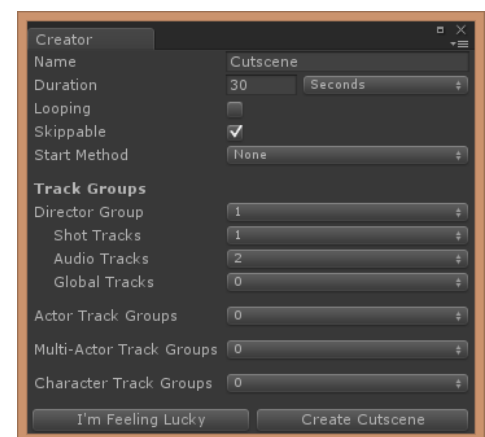 Creator
Name Cutscene
Duration 30 Seconds
Looping
Skippable
Start Method None
Track Groups
Director Group 1
Shot Tracks 1
Audio Tracks 2
Global Tracks 0
Actor Track Groups 0
Multi-Actor Track Groups 0
Character Track Groups 0
I'm Feeling Lucky Create Cutscene